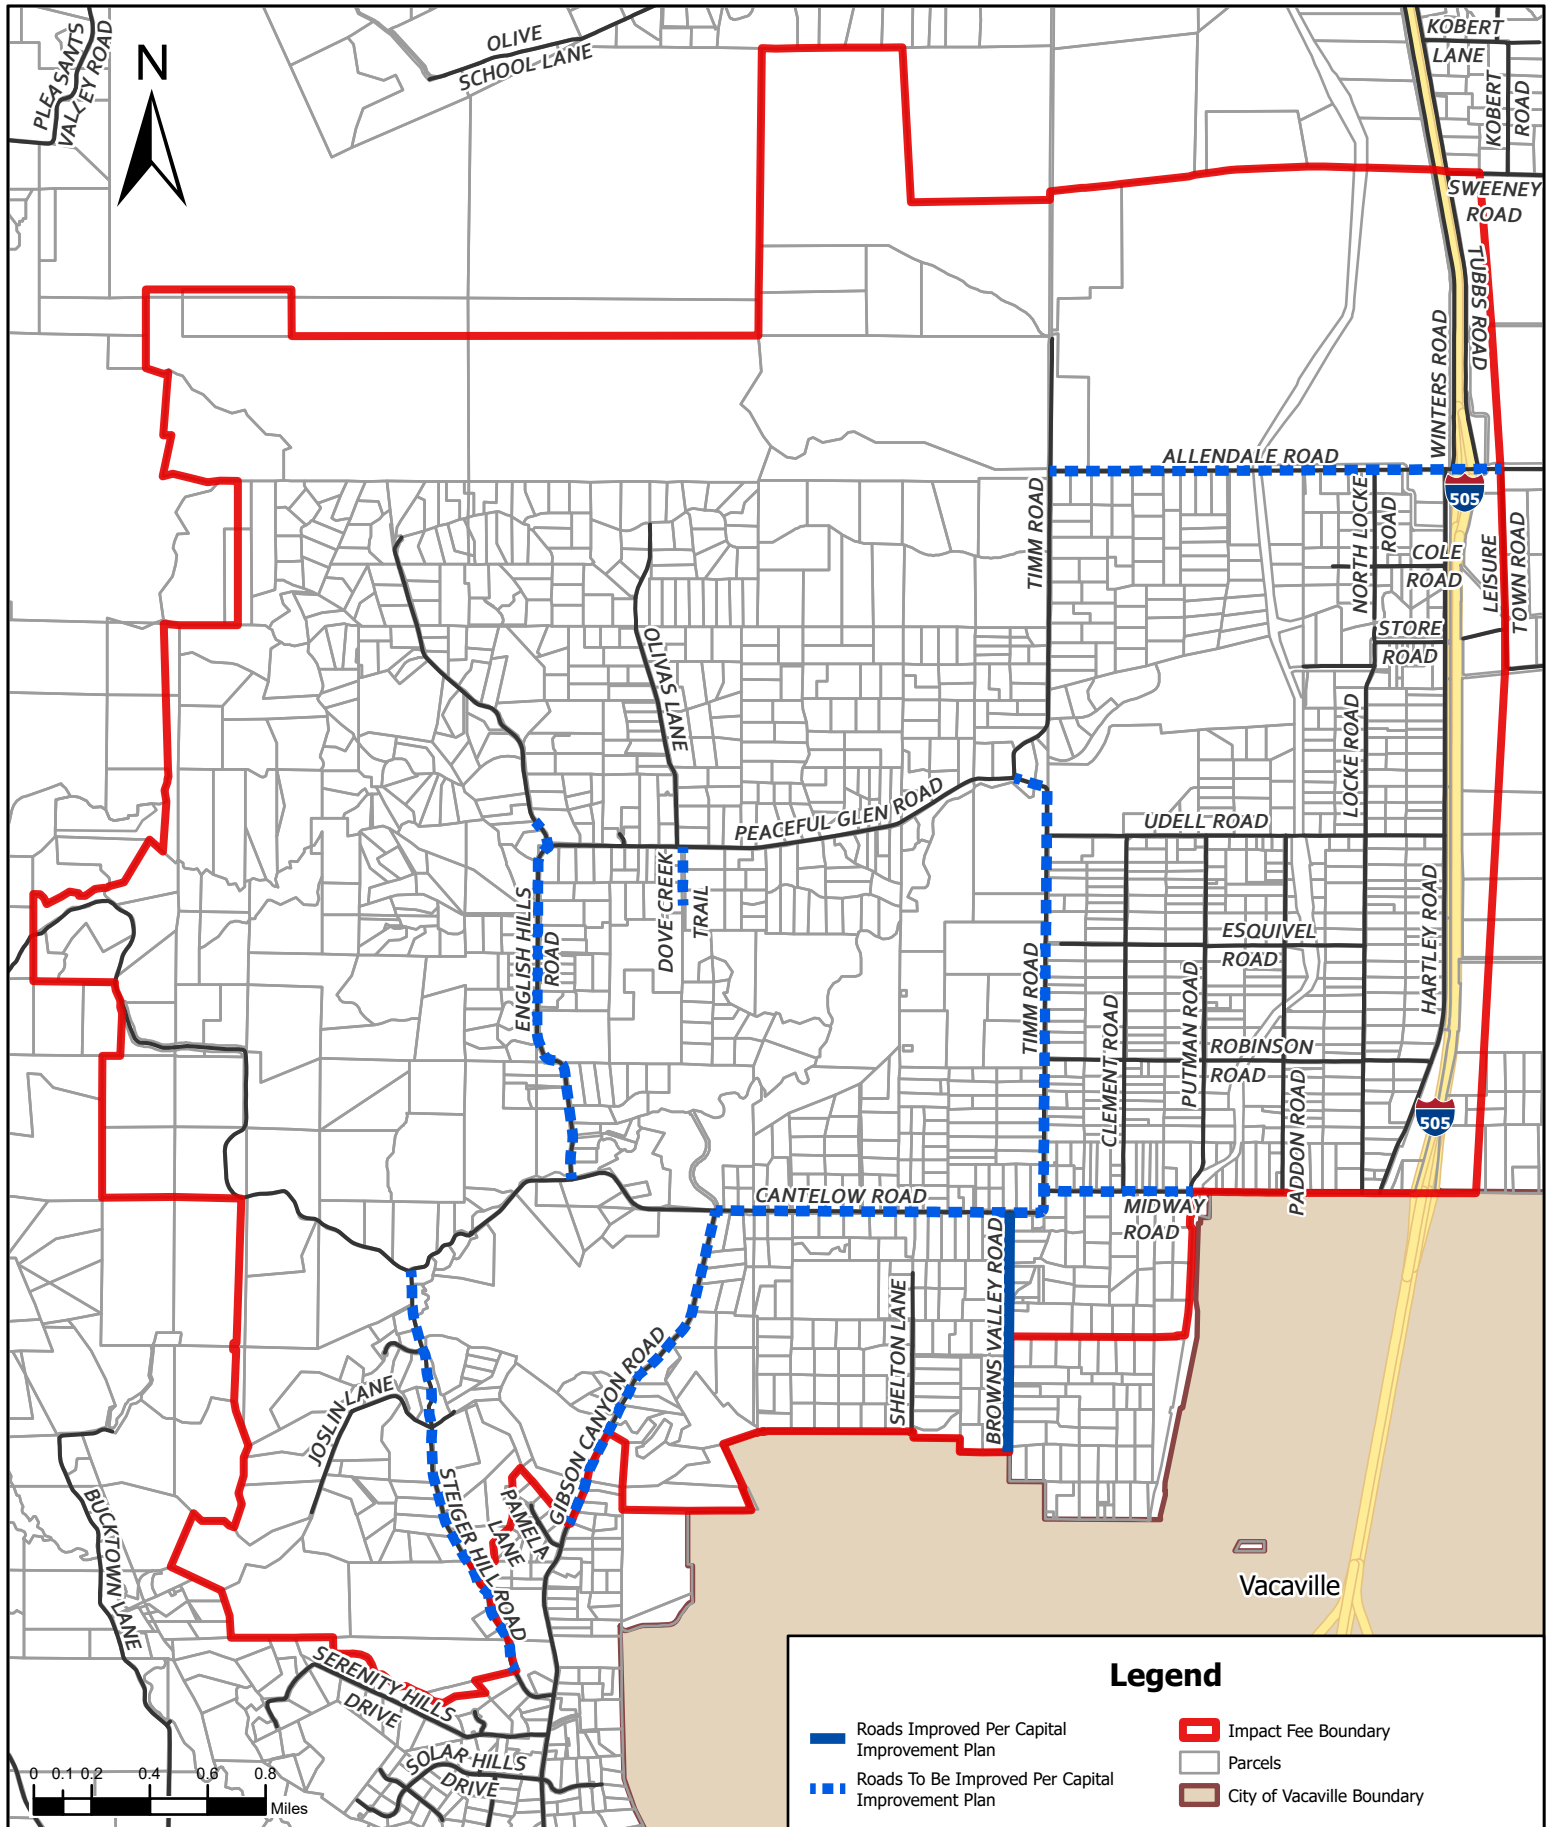 PLEASANTS
VALLEY ROAD
N
OLIVE
SCHOOL LANE
KOBERT
LANE
KOBERT
ROAD
SWEENEY
ROAD
TUBBS ROAD
WINTERS ROAD
ALLENDALE ROAD
505
TIMM ROAD
NORTH LOCKE
ROAD
COLE
ROAD
LEISURE
TOWN ROAD
STORE
ROAD
OLIVAS LANE
LOCKE ROAD
PEACEFUL GLEN ROAD
UDELL ROAD
DOVE CREEK
TRAIL
ENGLISH HILLS
ROAD
HARTLEY ROAD
ESQUIVEL
ROAD
TIMM ROAD
CLEMENT ROAD
PUTMAN ROAD
ROBINSON
ROAD
PADDON ROAD
505
CANTELOW ROAD
MIDWAY
ROAD
BROWNS VALLEY ROAD
SHELTON LANE
GIBSON CANYON ROAD
JOSLIN LANE
STEIGER HILL ROAD
PAMELA
LANE
BUCKTOWN LANE
SERENITY HILLS
DRIVE
SOLAR HILLS
DRIVE
Vacaville
0 0.1 0.2 0.4 0.6 0.8
Miles
Legend
Roads Improved Per Capital
Improvement Plan
Roads To Be Improved Per Capital
Improvement Plan
Impact Fee Boundary
Parcels
City of Vacaville Boundary